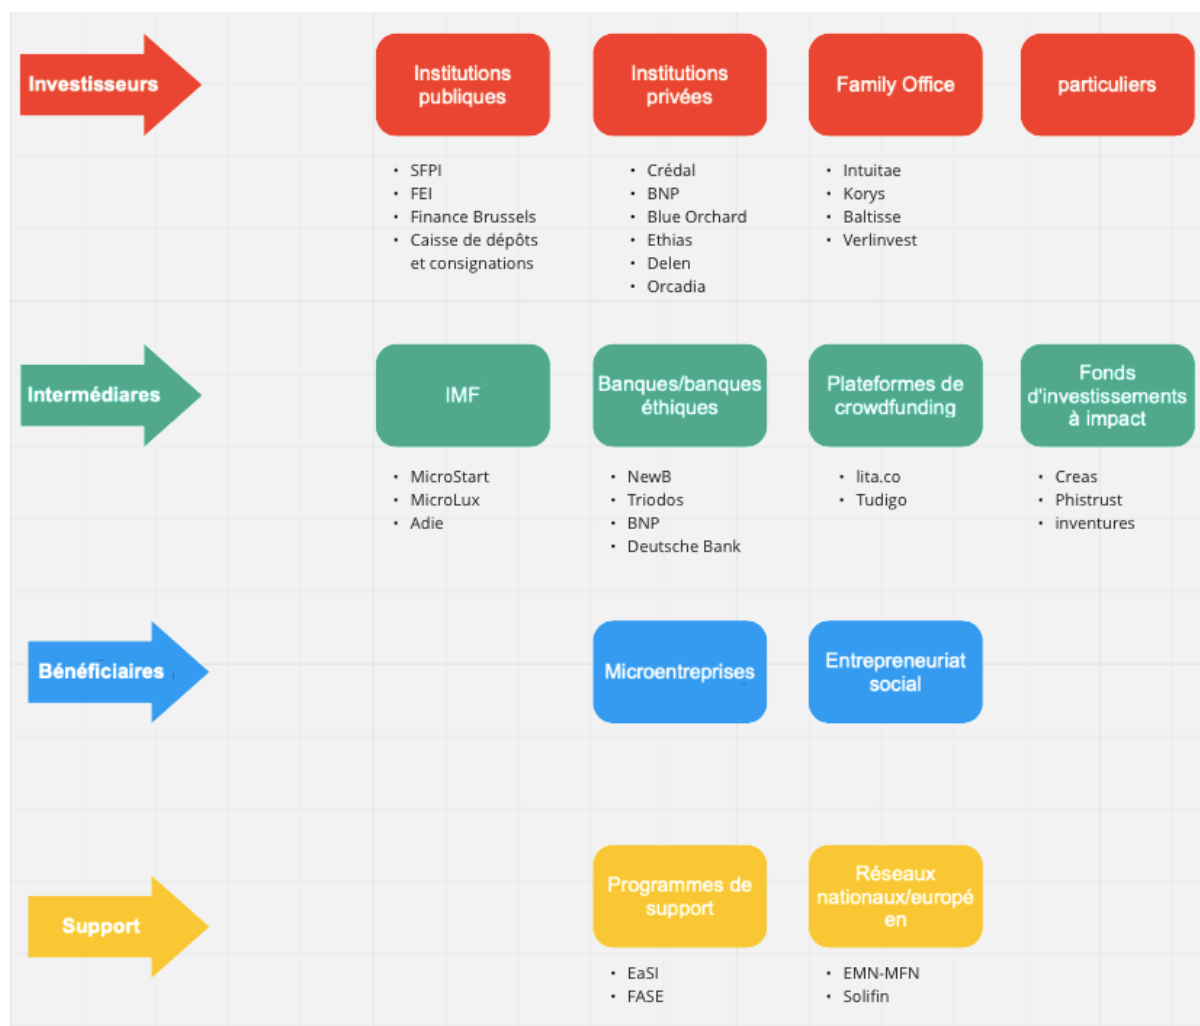 Investisseurs
Institutions
publiques
Institutions
privées
Family Office
particuliers
• SFPI
• FEI
• Finance Brussels
• Caisse de dépôts
et consignations
• Crédal
• BNP
• Blue Orchard
• Ethias
• Delen
• Orcadia
• Intuitae
• Korys
• Baltisse
• Verlinvest
Intermédiares
IMF
Banques/banques
éthiques
Plateformes de
crowdfunding
Fonds
d'investissements
à impact
• MicroStart
• MicroLux
• Adie
• NewB
• Triodos
• BNP
• Deutsche Bank
• lita.co
• Tudigo
• Creas
• Phistrust
• inventures
Bénéficiaires
Microentreprises
Entrepreneuriat
social
Support
Programmes de
support
Réseaux
nationaux/europé
en
• EaSI
• FASE
• EMN-MFN
• Solifin